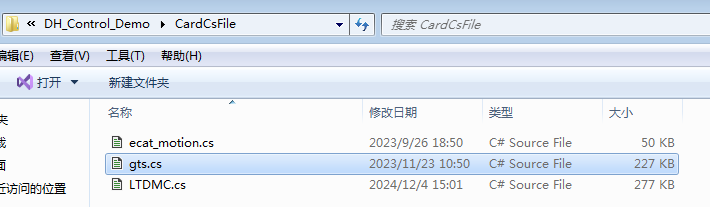 « DH_Control_Demo ▸ CardCsFile
搜索 CardCsFile
编辑(E) 查看(V) 工具(T) 帮助(H)
打开 新建文件夹
名称 修改日期 类型 大小
ecat_motion.cs 2023/9/26 18:50 C# Source File 50 KB
gts.cs 2023/11/23 10:50 C# Source File 227 KB
LTDMC.cs 2024/12/4 15:01 C# Source File 277 KB
夹
面
近访问的位置